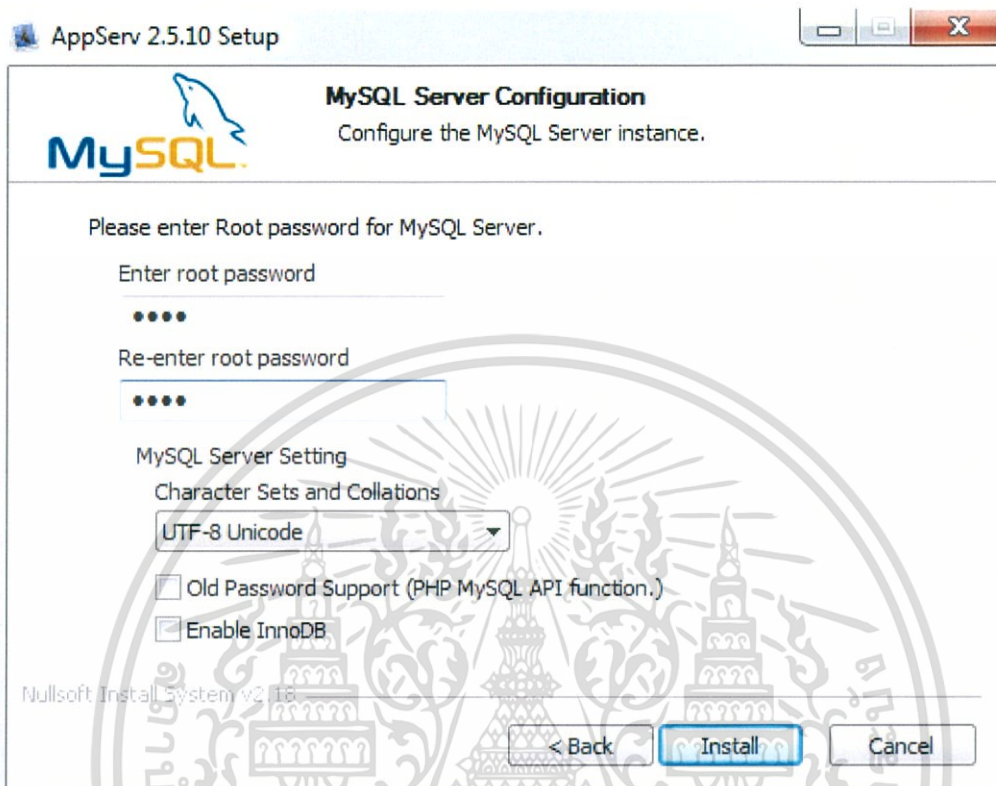 AppServ 2.5.10 Setup
MySQL
MySQL Server Configuration
Configure the MySQL Server instance.
Please enter Root password for MySQL Server.
Enter root password
••••
Re-enter root password
••••
MySQL Server Setting
Character Sets and Collations
UTF-8 Unicode
Old Password Support (PHP MySQL API function.)
Enable InnoDB
Nullsoft Install System v2.18
< Back
Install
Cancel